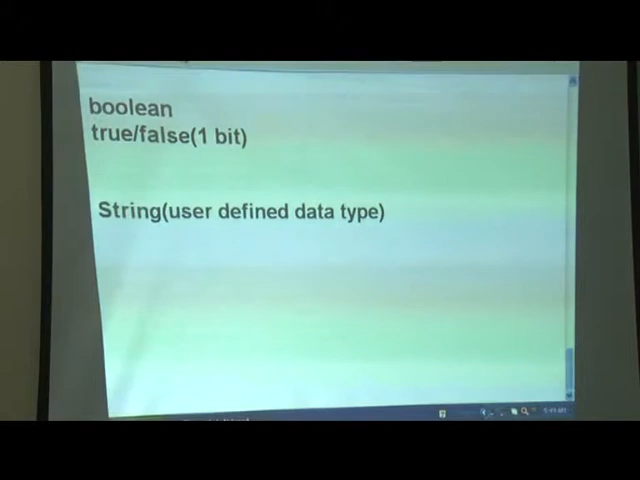 boolean
true/false(1 bit)
String(user defined data type)